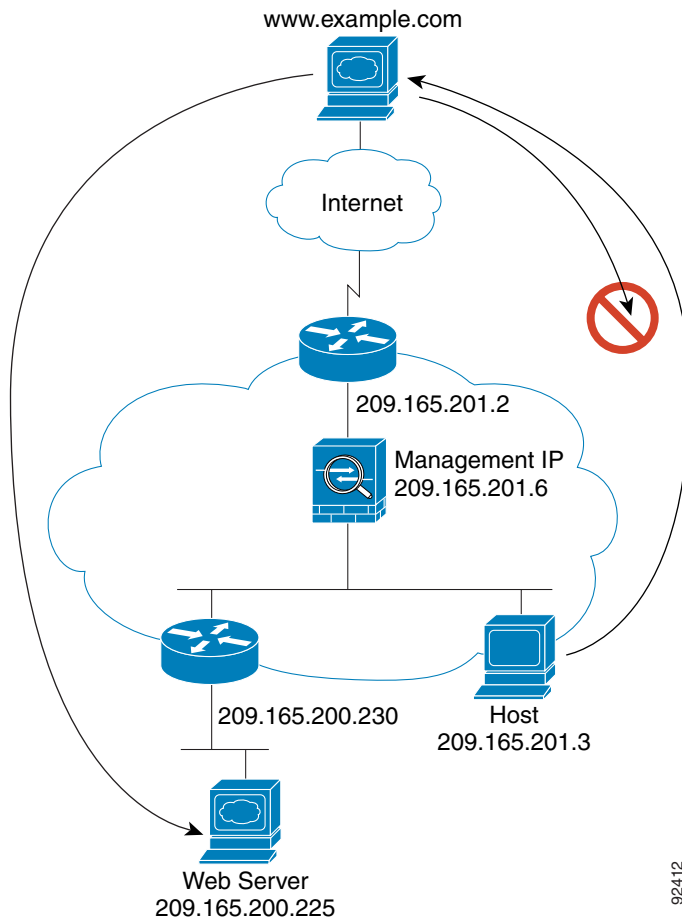 www.example.com
Internet
209.165.201.2
Management IP
209.165.201.6
209.165.200.230
Host
209.165.201.3
Web Server
209.165.200.225
92412